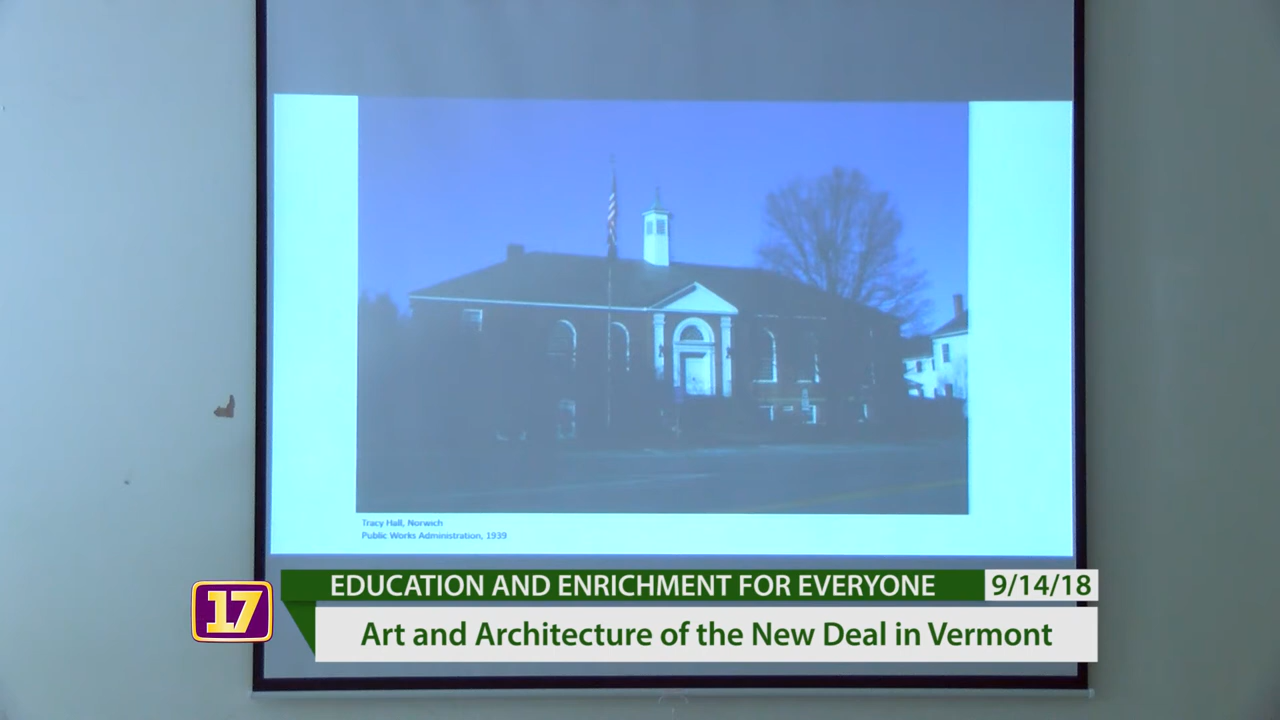 Tracy Hall, Norwich
Public Works Administration, 1939
17
EDUCATION AND ENRICHMENT FOR EVERYONE
9/14/18
Art and Architecture of the New Deal in Vermont